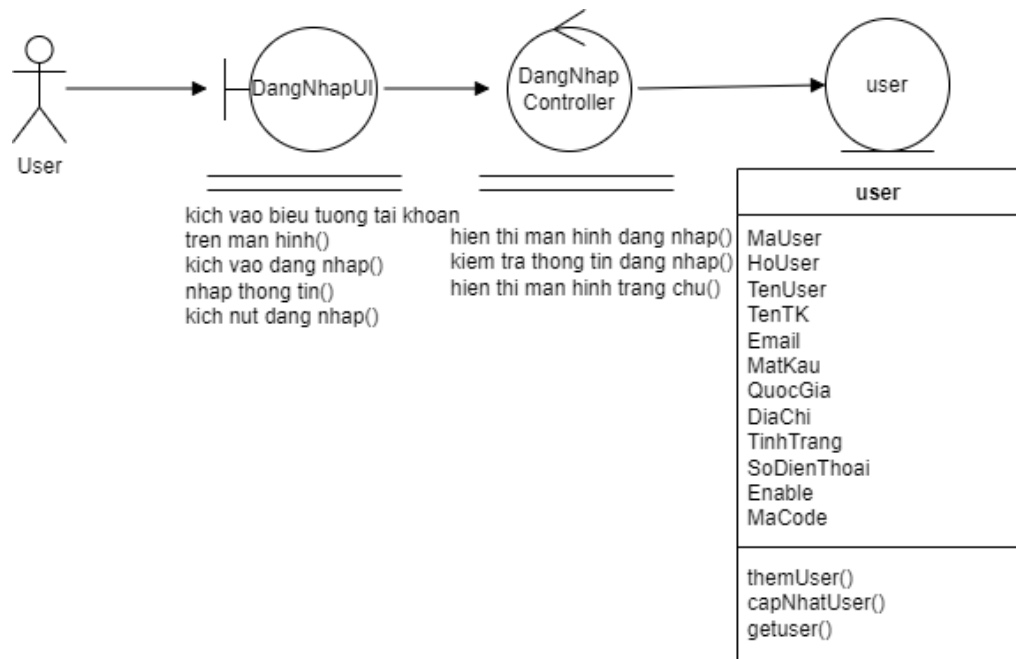 User
DangNhapUI
DangNhap
Controller
user
kich vao bieu tuong tai khoan
tren man hinh()
kich vao dang nhap()
nhap thong tin()
kich nut dang nhap()
hien thi man hinh dang nhap()
kiem tra thong tin dang nhap()
hien thi man hinh trang chu()
user
MaUser
HoUser
TenUser
TenTK
Email
MatKau
QuocGia
DiaChi
TinhTrang
SoDienThoai
Enable
MaCode
themUser()
capNhatUser()
getuser()